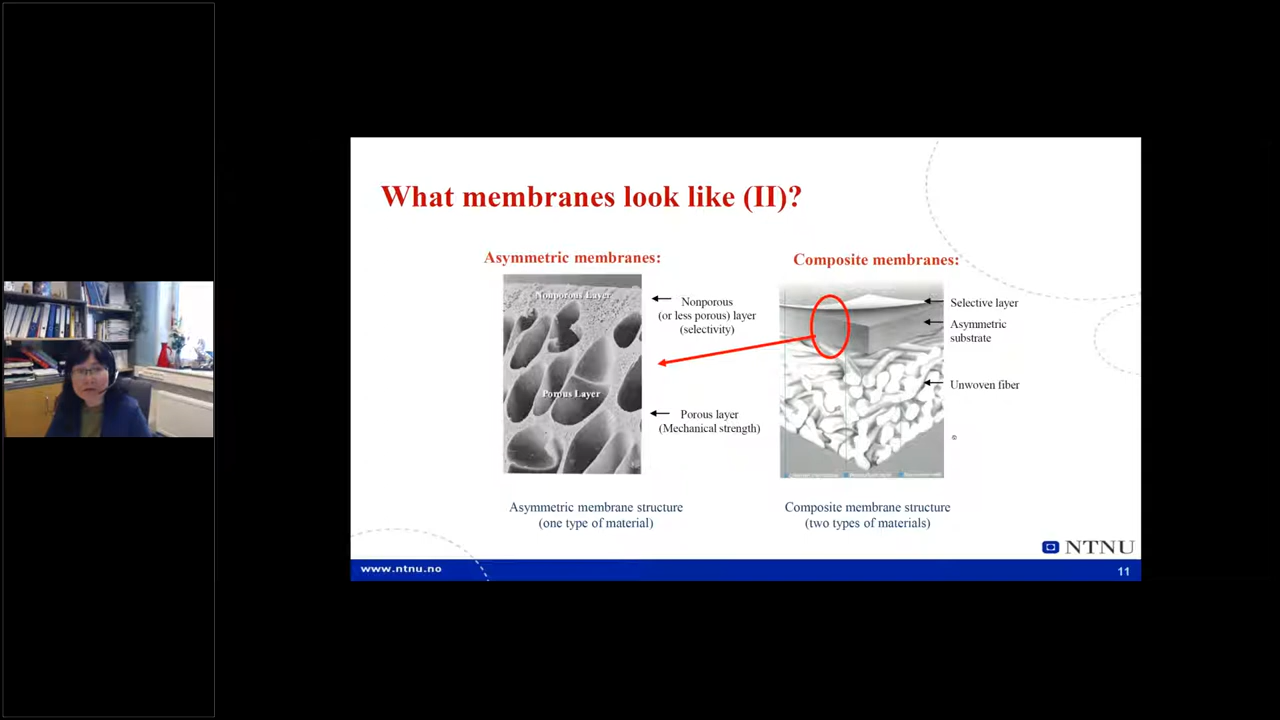 What membranes look like (II)?
Asymmetric membranes:
Nonporous Layer
Porous Layer
Nonporous
(or less porous) layer
(selectivity)
Porous layer
(Mechanical strength)
Asymmetric membrane structure
(one type of material)
Composite membranes:
Selective layer
Asymmetric
substrate
Unwoven fiber
Composite membrane structure
(two types of materials)
NTNU
www.ntnu.no
11